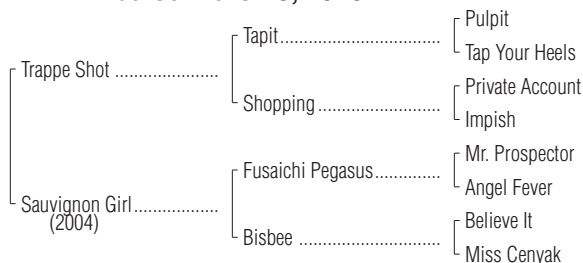 Pulpit
Tapit
Tap Your Heels
Trappe Shot
Private Account
Shopping
Impish
Mr. Prospector
Fusaichi Pegasus
Angel Fever
Sauvignon Girl
(2004)
Believe It
Bisbee
Miss Cenyak